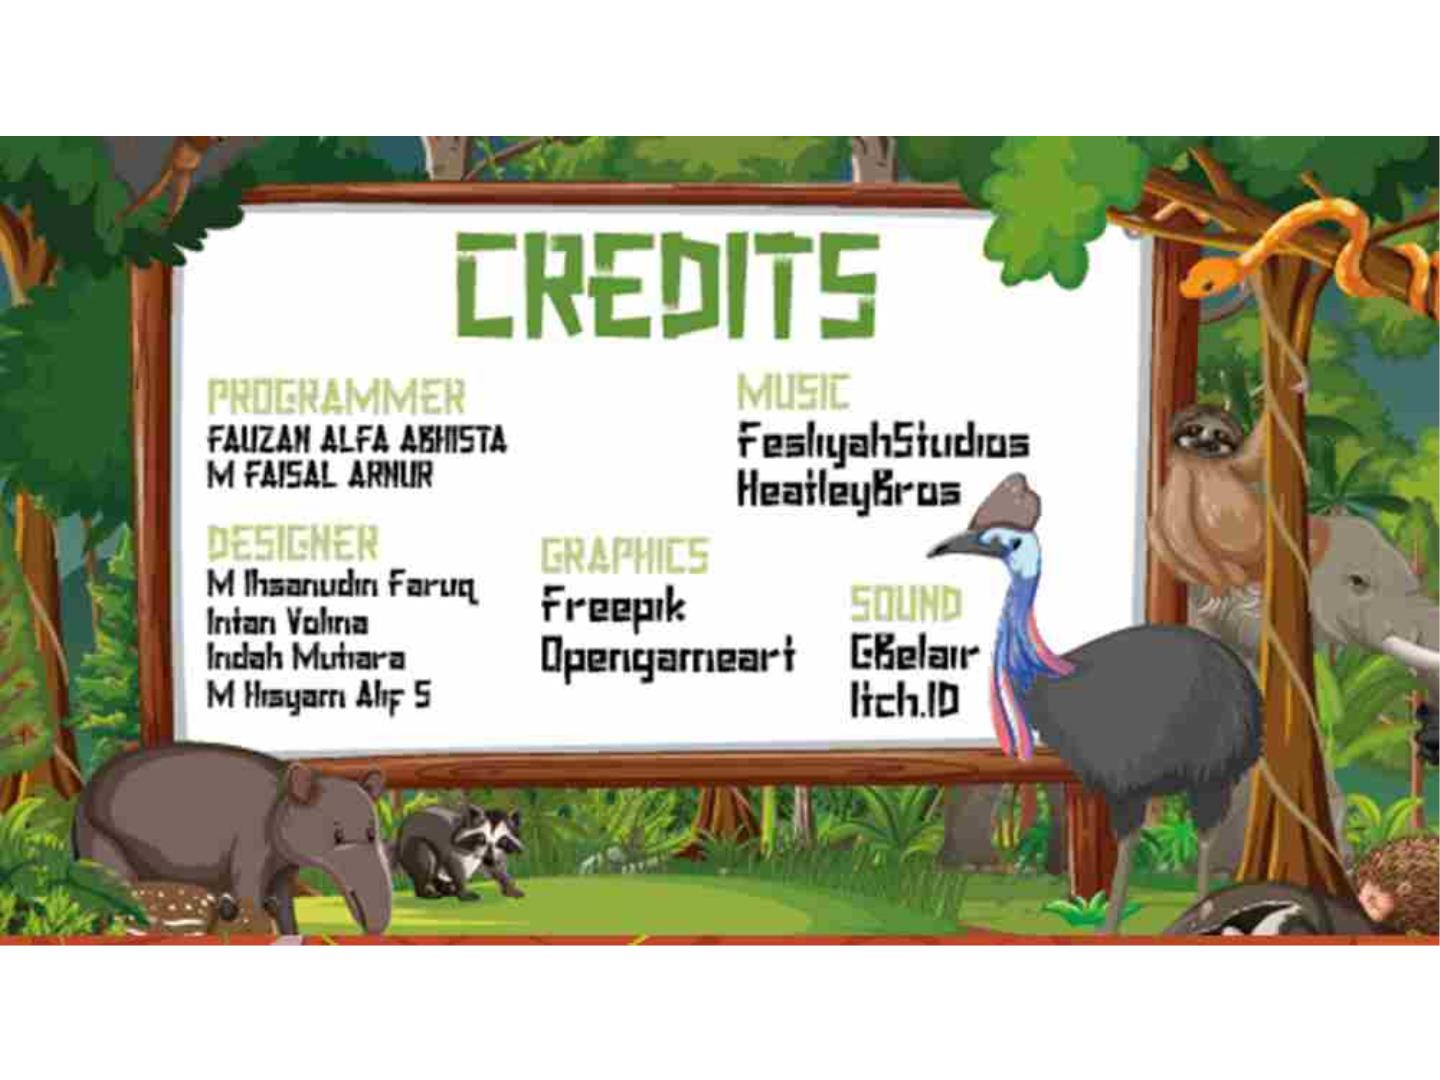 CREDITS
PROGRAMMER
FAUZAN ALFA ABHISTA
M FAISAL ARNUR
DESIGNER
M Ihsanudin Faruq
Intan Volina
Indah Mutiara
M Hisyam Alif S
GRAPHICS
Freepik
Opengameart
MUSIC
FesliyahStudios
HeatleyBros
SOUND
GBelair
Itch.IO